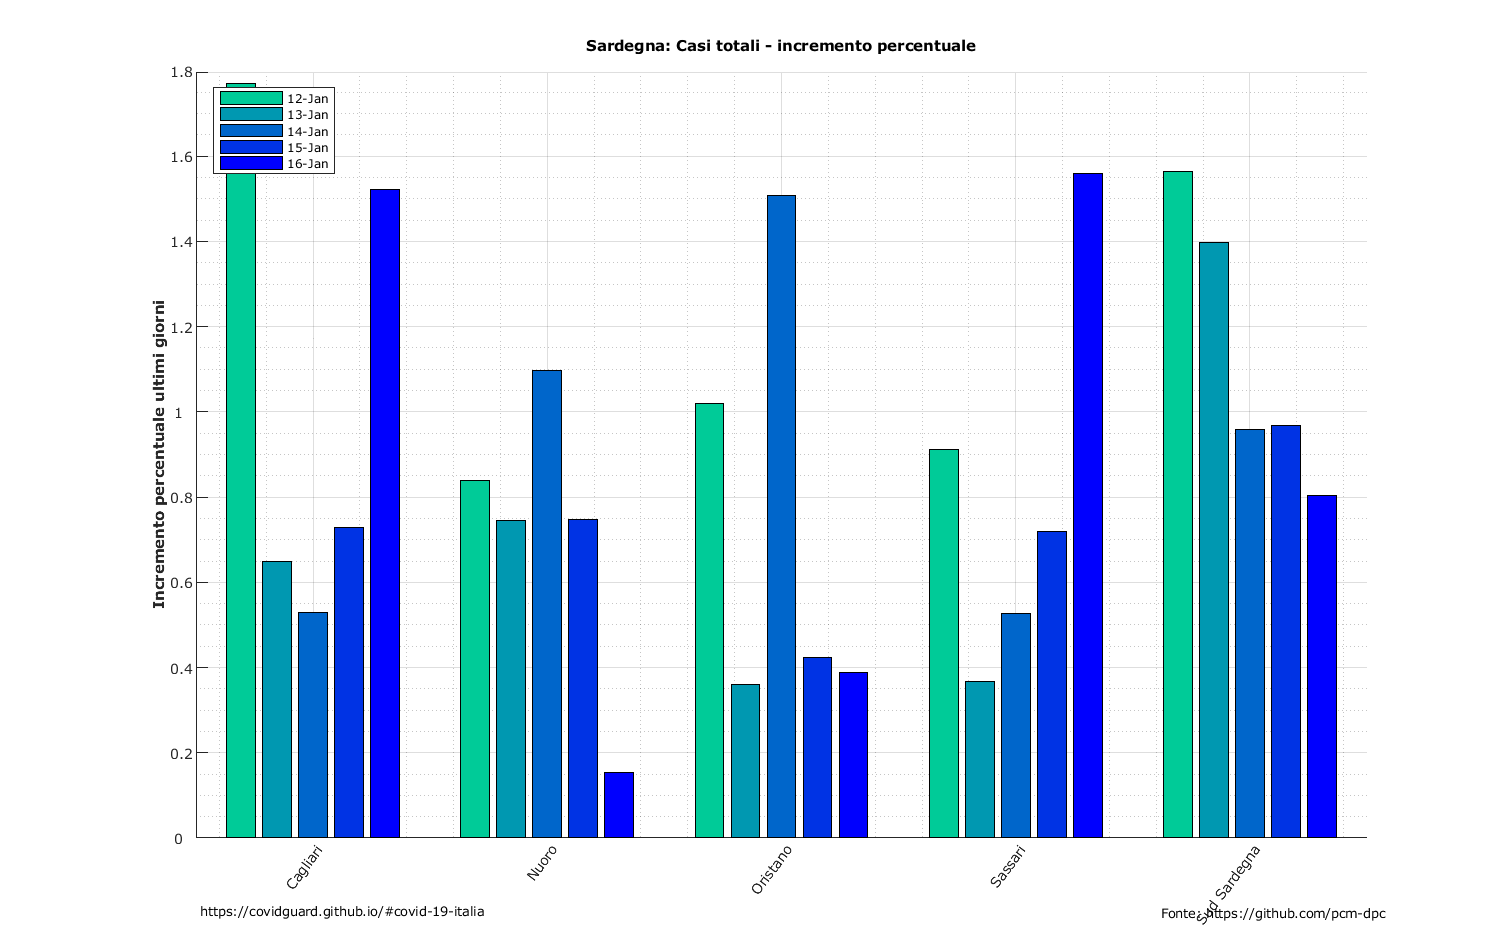 Sardegna: Casi totali - incremento percentuale
Incremento percentuale ultimi giorni
1.8
1.6
1.4
1.2
1
0.8
0.6
0.4
0.2
0
12-Jan
13-Jan
14-Jan
15-Jan
16-Jan
Cagliari
Nuoro
Oristano
Sassari
Sud Sardegna
https://covidguard.github.io/#covid-19-italia
Fonte: https://github.com/pcm-dpc